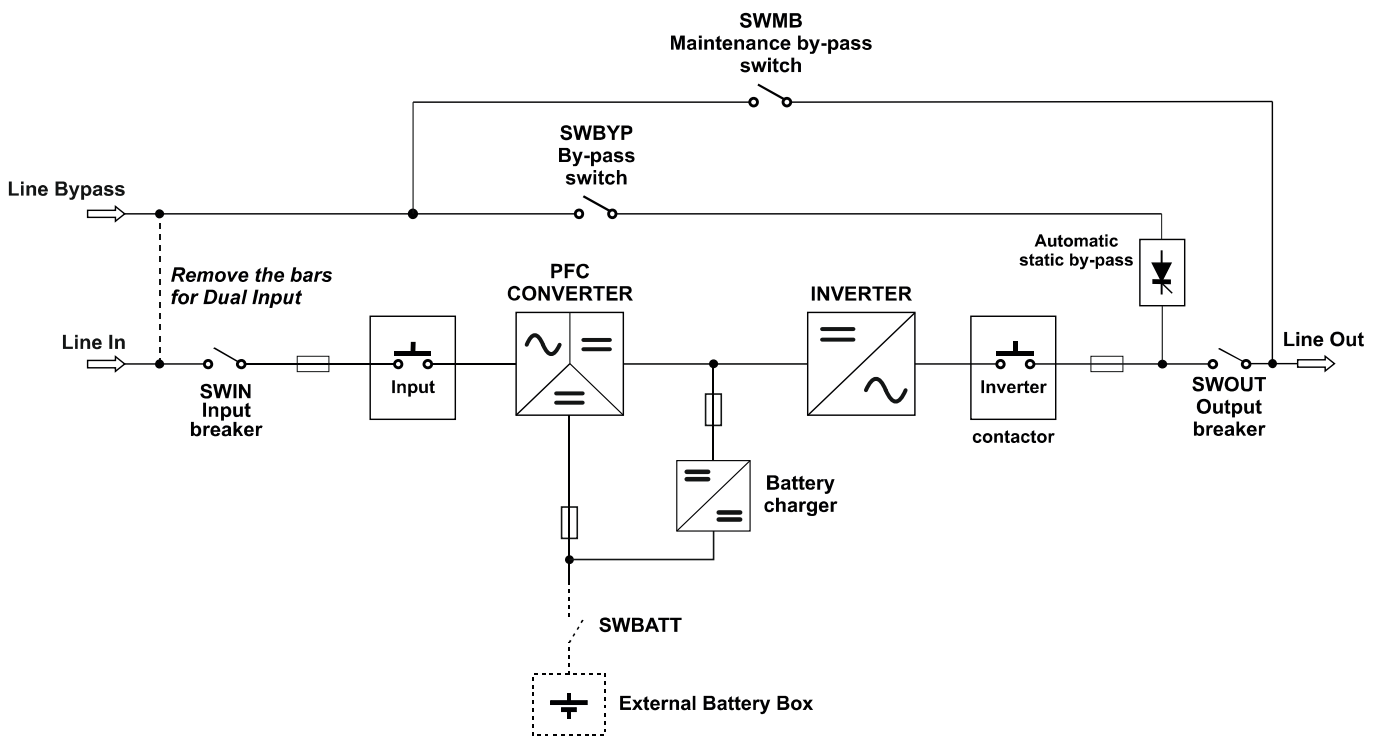 SWMB
Maintenance by-pass
switch
SWBYP
By-pass
switch
Line Bypass
Automatic
static by-pass
Remove the bars
for Dual Input
PFC
CONVERTER
INVERTER
Line In
Line Out
Input
Inverter
SWIN
Input
breaker
SWOUT
Output
breaker
contactor
Battery
charger
SWBATT
External Battery Box